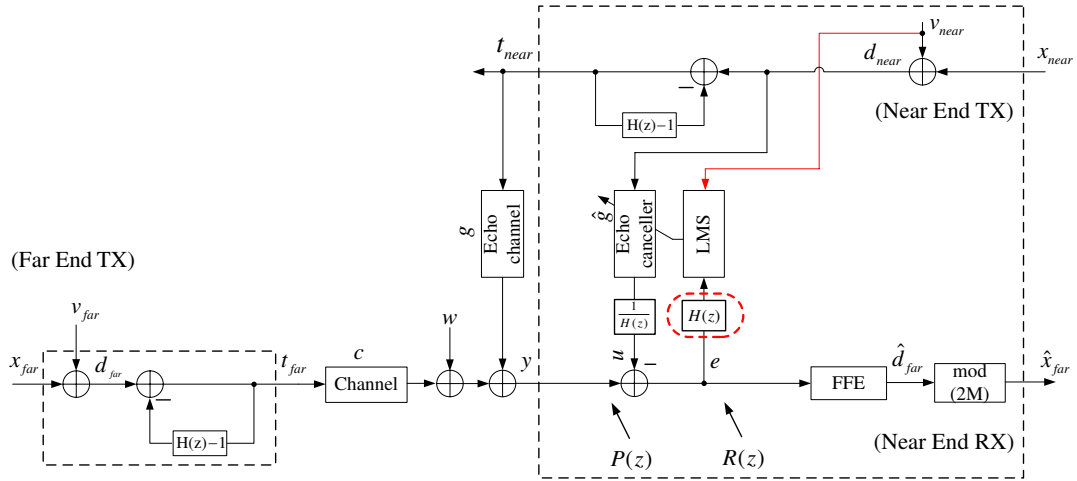 v_near
t_near
d_near
x_near
H(z)−1
(Near End TX)
g
Echo channel
ĝ
Echo canceller
LMS
(Far End TX)
v_far
w
1/H(z)
H(z)
x_far
d_far
t_far
c
y
u
e
d̂_far
x̂_far
Channel
FFE
mod
(2M)
H(z)−1
P(z)
R(z)
(Near End RX)